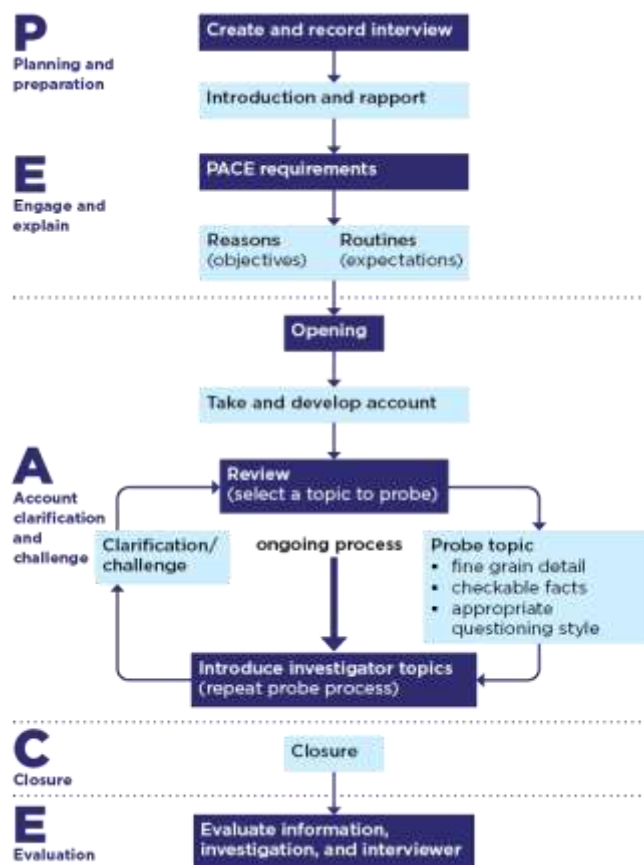 P
Planning and
preparation
Create and record interview
Introduction and rapport
E
Engage and
explain
PACE requirements
Reasons
(objectives)
Routines
(expectations)
Opening
Take and develop account
A
Account
clarification
and
challenge
Review
(select a topic to probe)
Clarification/
challenge
ongoing process
Probe topic
▪ fine grain detail
▪ checkable facts
▪ appropriate
questioning style
Introduce investigator topics
(repeat probe process)
C
Closure
Closure
E
Evaluation
Evaluate information,
investigation, and interviewer